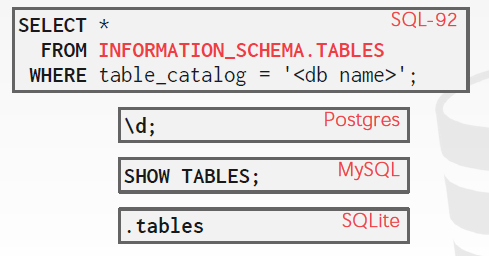 SQL-92
SELECT *
FROM INFORMATION_SCHEMA.TABLES
WHERE table_catalog = '<db name>';
\d;
Postgres
SHOW TABLES;
MySQL
.tables
SQLite